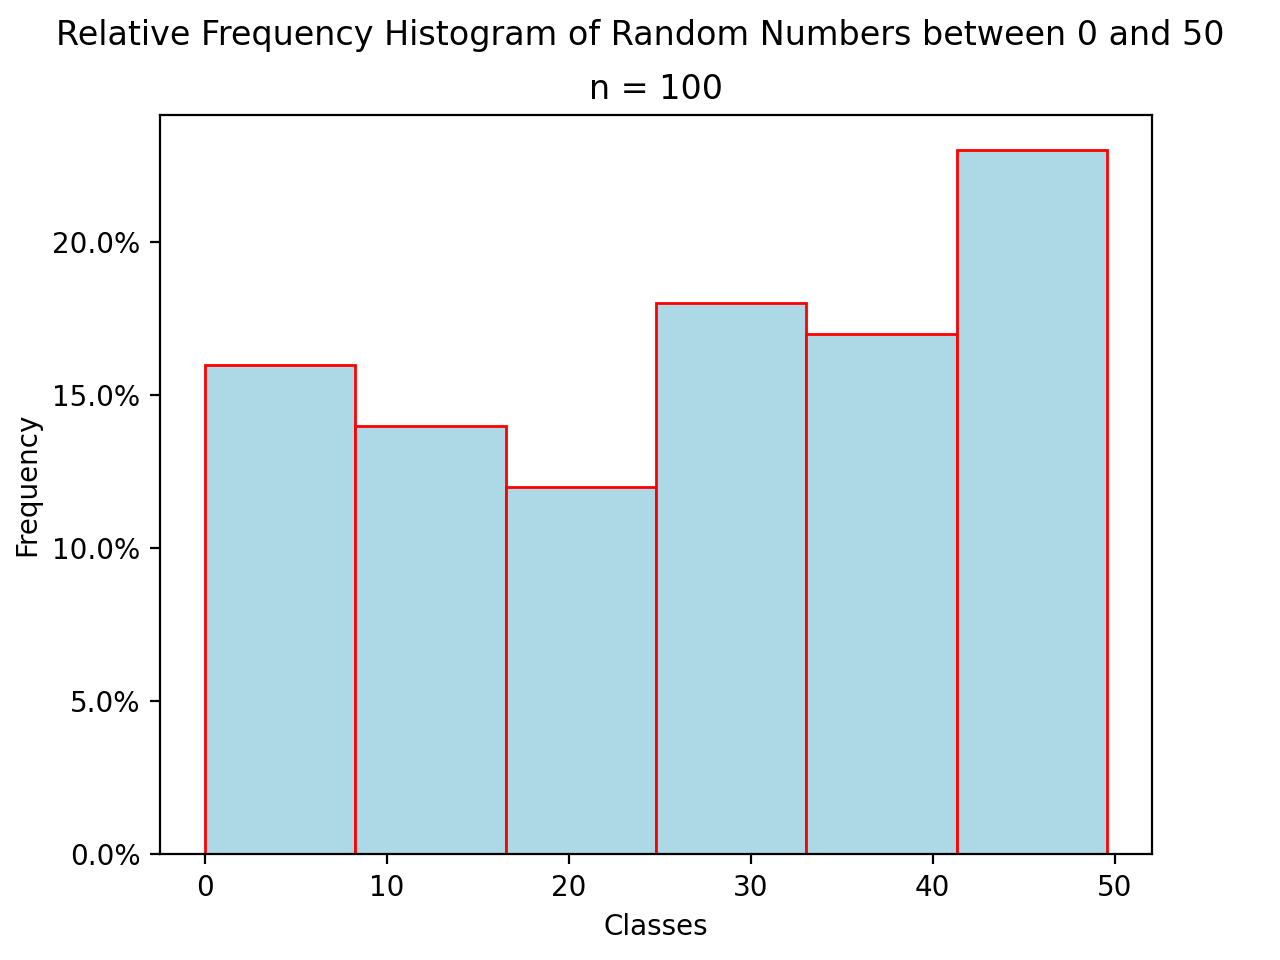 Relative Frequency Histogram of Random Numbers between 0 and 50
n = 100
20.0%
15.0%
10.0%
5.0%
0.0%
Frequency
0 10 20 30 40 50
Classes